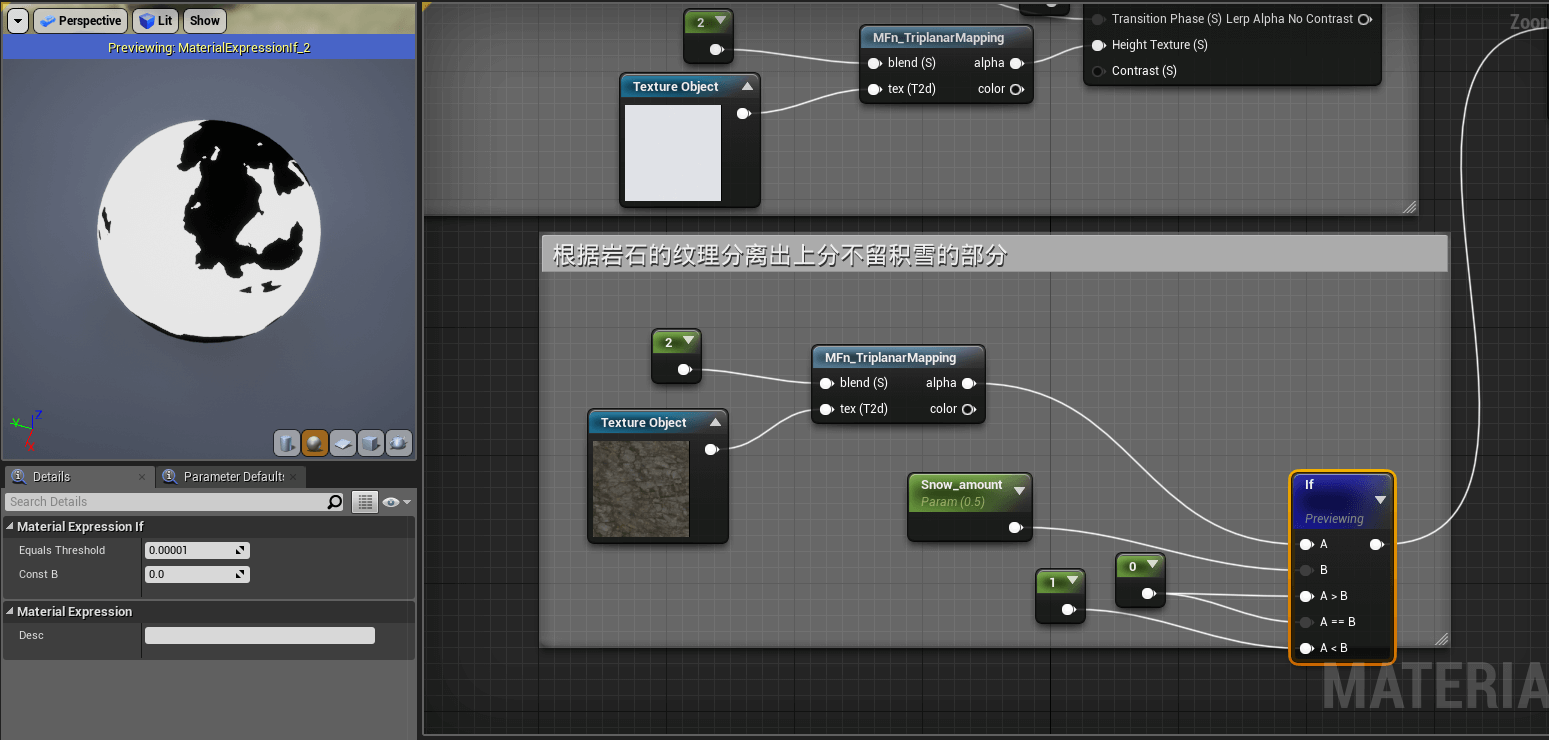 Perspective
Lit
Show
Previewing: MaterialExpressionIf_2
Z
Y
Details
Parameter Default
Search Details
Material Expression If
Equals Threshold
0.00001
Const B
0.0
Material Expression
Desc
Zoo
2
MFn_TriplanarMapping
blend (S)
alpha
tex (T2d)
color
Transition Phase (S) Lerp Alpha No Contrast
Height Texture (S)
Contrast (S)
Texture Object
根据岩石的纹理分离出上分不留积雪的部分
2
MFn_TriplanarMapping
blend (S)
alpha
tex (T2d)
color
Texture Object
Snow_amount
Param (0.5)
1
0
If
Previewing
A
B
A > B
A == B
A < B
MATERIA